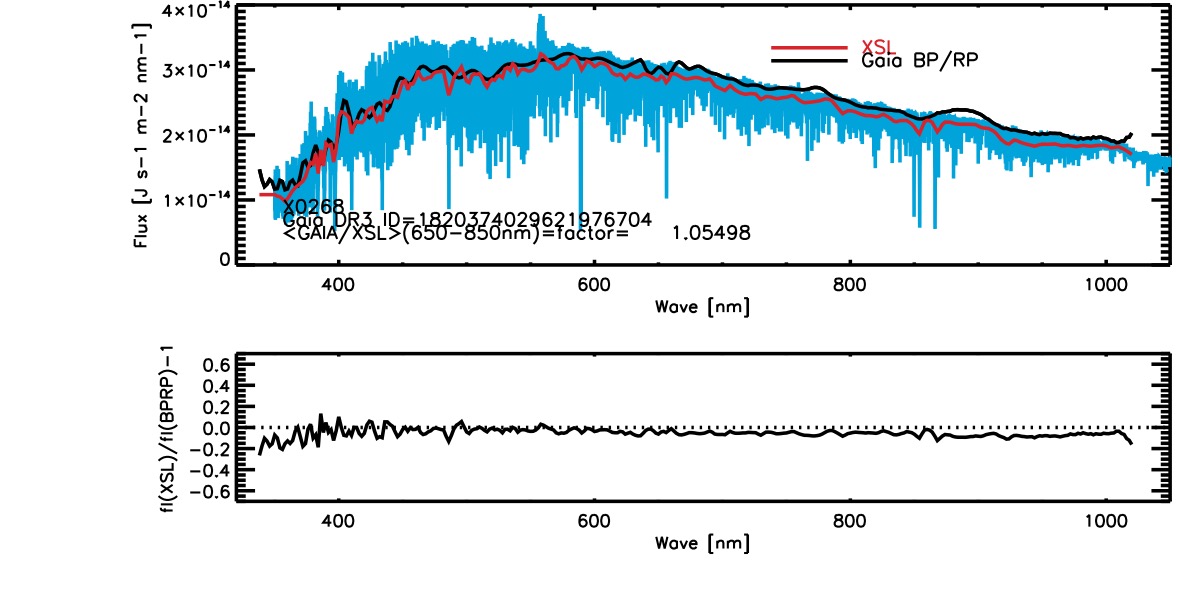 4×10−14
3×10−14
2×10−14
1×10−14
0
Flux [J s−1 m−2 nm−1]
XSL
Gaia BP/RP
X0268
Gaia DR3 ID=1820374029621976704
<GAIA/XSL>(650−850nm)=factor= 1.05498
400 600 800 1000
Wave [nm]
0.6
0.4
0.2
0.0
−0.2
−0.4
−0.6
fl(XSL)/fl(BPRP)−1
400 600 800 1000
Wave [nm]